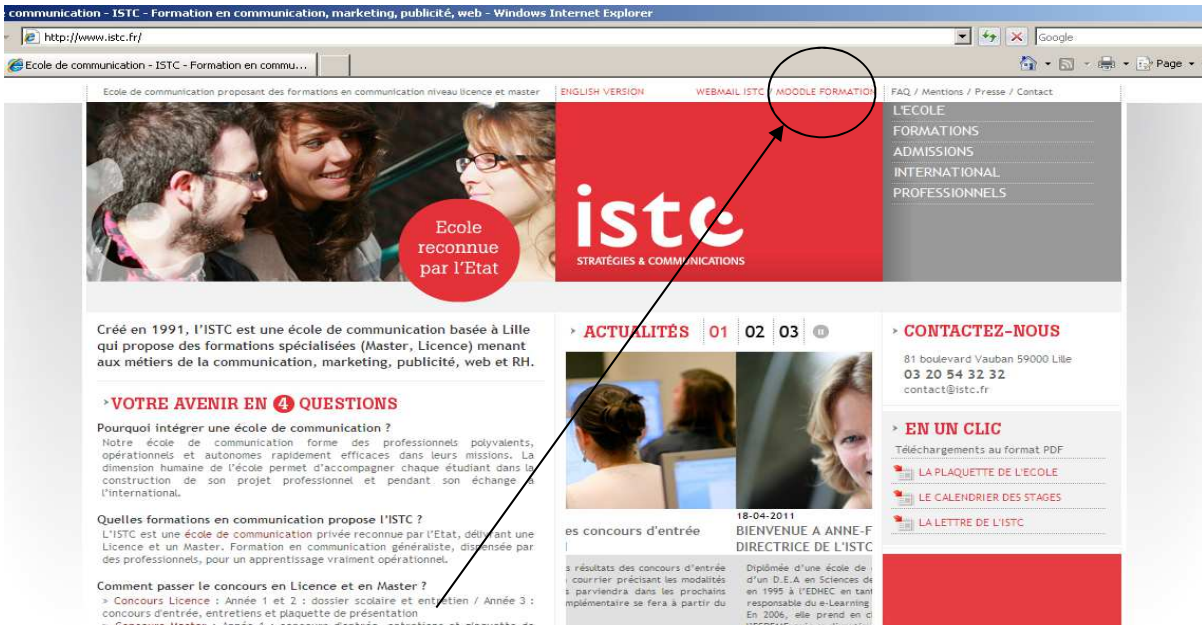 communication - ISTC - Formation en communication, marketing, publicité, web - Windows Internet Explorer
http://www.istc.fr/
Google
Ecole de communication - ISTC - Formation en commu...
Page
Ecole de communication proposant des formations en communication niveau licence et master
ENGLISH VERSION
WEBMAIL ISTC / MOODLE FORMATION
FAQ / Mentions / Presse / Contact
L'ECOLE
FORMATIONS
ADMISSIONS
INTERNATIONAL
PROFESSIONNELS
Ecole
reconnue
par l'Etat
istc
STRATÉGIES & COMMUNICATIONS
Créé en 1991, l'ISTC est une école de communication basée à Lille
qui propose des formations spécialisées (Master, Licence) menant
aux métiers de la communication, marketing, publicité, web et RH.
VOTRE AVENIR EN 4 QUESTIONS
Pourquoi intégrer une école de communication ?
Notre école de communication forme des professionnels polyvalents,
opérationnels et autonomes rapidement efficaces dans leurs missions. La
dimension humaine de l'école permet d'accompagner chaque étudiant dans la
construction de son projet professionnel et pendant son échange à
l'international.
Quelles formations en communication propose l'ISTC ?
L'ISTC est une école de communication privée reconnue par l'Etat, délivrant une
Licence et un Master. Formation en communication généraliste, dispensée par
des professionnels, pour un apprentissage vraiment opérationnel.
Comment passer le concours en Licence et en Master ?
» Concours Licence : Année 1 et 2 : dossier scolaire et entretien / Année 3 :
concours d'entrée, entretiens et plaquette de présentation
ACTUALITÉS 01 02 03
es concours d'entrée
s résultats des concours d'entrée
courrier précisant les modalités
s parviendra dans les prochains
mplémentaire se fera à partir du
18-04-2011
BIENVENUE A ANNE-F
DIRECTRICE DE L'ISTC
Diplômée d'une école de
d'un D.E.A en Sciences de
en 1995 à l'EDHEC en tant
responsable du e-Learning
En 2006, elle prend en c
CONTACTEZ-NOUS
81 boulevard Vauban 59000 Lille
03 20 54 32 32
contact@istc.fr
EN UN CLIC
Téléchargements au format PDF
LA PLAQUETTE DE L'ECOLE
LE CALENDRIER DES STAGES
LA LETTRE DE L'ISTC